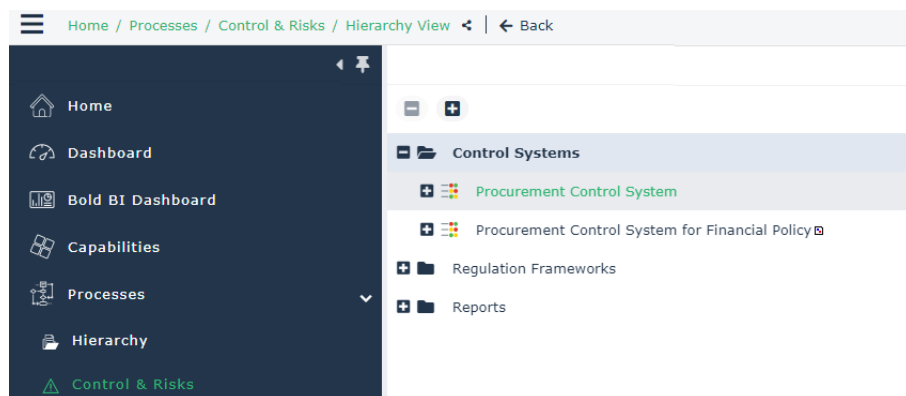 Home / Processes / Control & Risks / Hierarchy View
Back
Home
Dashboard
Bold BI Dashboard
Capabilities
Processes
Hierarchy
Control & Risks
Control Systems
Procurement Control System
Procurement Control System for Financial Policy
Regulation Frameworks
Reports